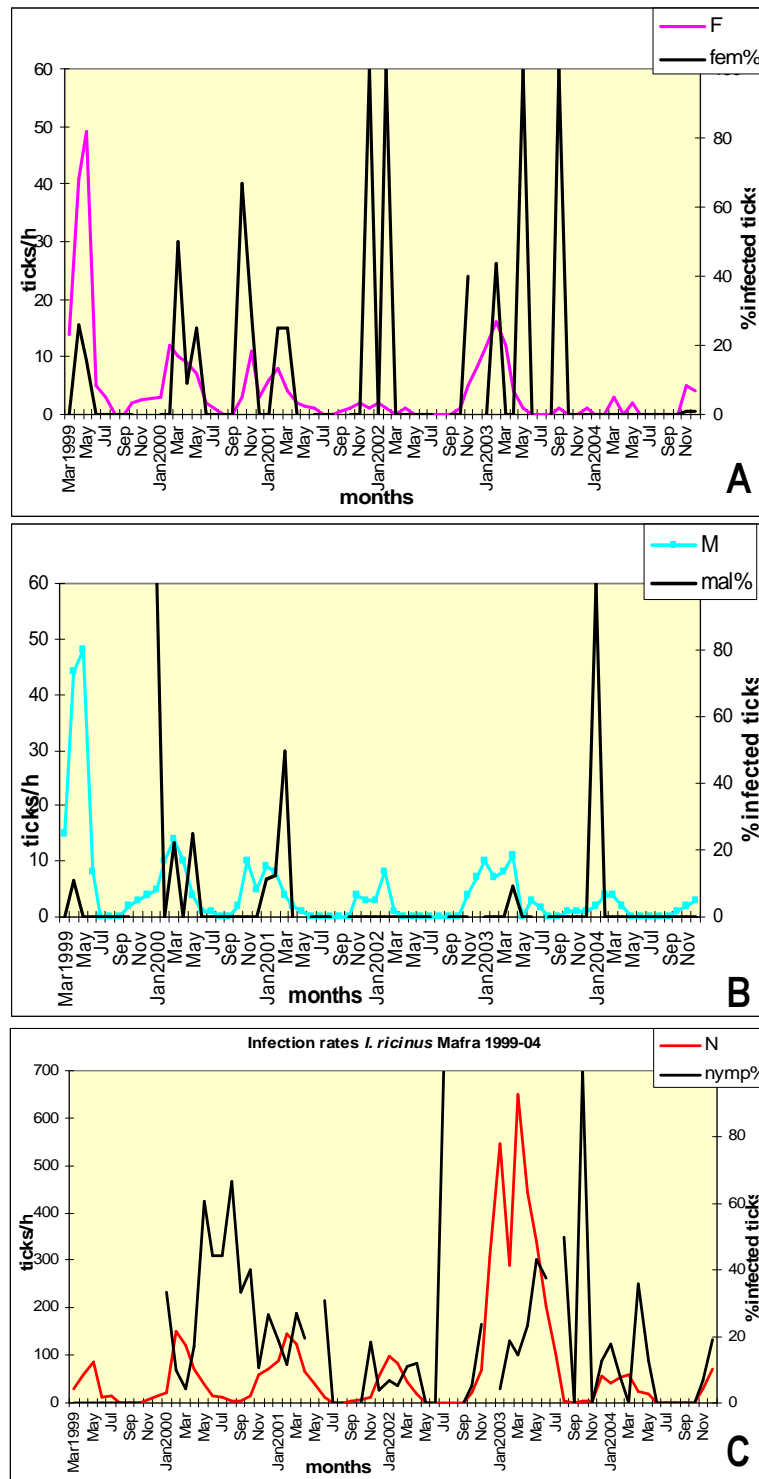 F
fem%
60
50
40
30
20
10
0
ticks/h
80
60
40
20
0
%infected ticks
Mar1999
May
Jul
Sep
Nov
Jan2000
Mar
May
Jul
Sep
Nov
Jan2001
Mar
May
Jul
Sep
Nov
Jan2002
Mar
May
Jul
Sep
Nov
Jan2003
Mar
May
Jul
Sep
Nov
Jan2004
Mar
May
Jul
Sep
Nov
months
A
M
mal%
60
50
40
30
20
10
0
ticks/h
80
60
40
20
0
%infected ticks
Mar1999
May
Jul
Sep
Nov
Jan2000
Mar
May
Jul
Sep
Nov
Jan2001
Mar
May
Jul
Sep
Nov
Jan2002
Mar
May
Jul
Sep
Nov
Jan2003
Mar
May
Jul
Sep
Nov
Jan2004
Mar
May
Jul
Sep
Nov
months
B
Infection rates I. ricinus Mafra 1999-04
N
nymp%
700
600
500
400
300
200
100
0
ticks/h
80
60
40
20
0
%infected ticks
Mar1999
May
Jul
Sep
Nov
Jan2000
Mar
May
Jul
Sep
Nov
Jan2001
Mar
May
Jul
Sep
Nov
Jan2002
Mar
May
Jul
Sep
Nov
Jan2003
Mar
May
Jul
Sep
Nov
Jan2004
Mar
May
Jul
Sep
Nov
months
C